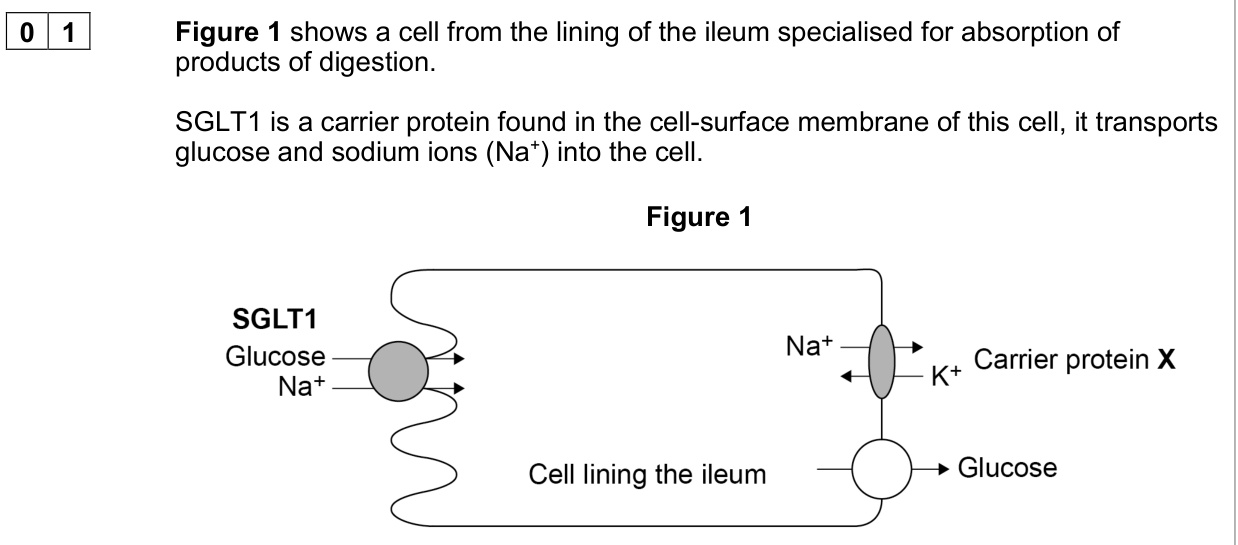 0 1
Figure 1 shows a cell from the lining of the ileum specialised for absorption of
products of digestion.
SGLT1 is a carrier protein found in the cell-surface membrane of this cell, it transports
glucose and sodium ions (Na⁺) into the cell.
Figure 1
SGLT1
Glucose
Na⁺
Na⁺
K⁺
Carrier protein X
Cell lining the ileum
Glucose